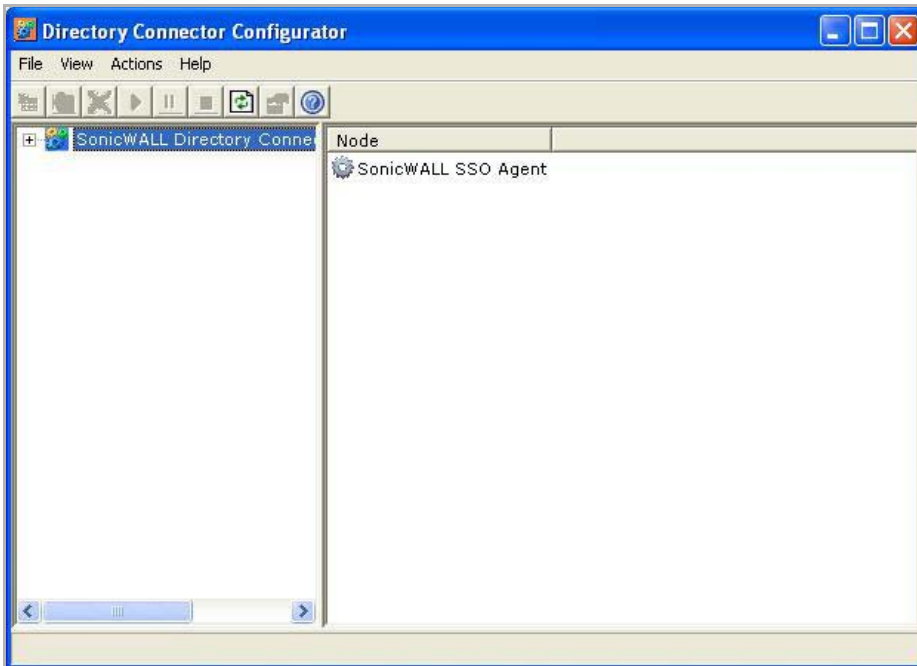 Directory Connector Configurator
File View Actions Help
SonicWALL Directory Conne
Node
SonicWALL SSO Agent